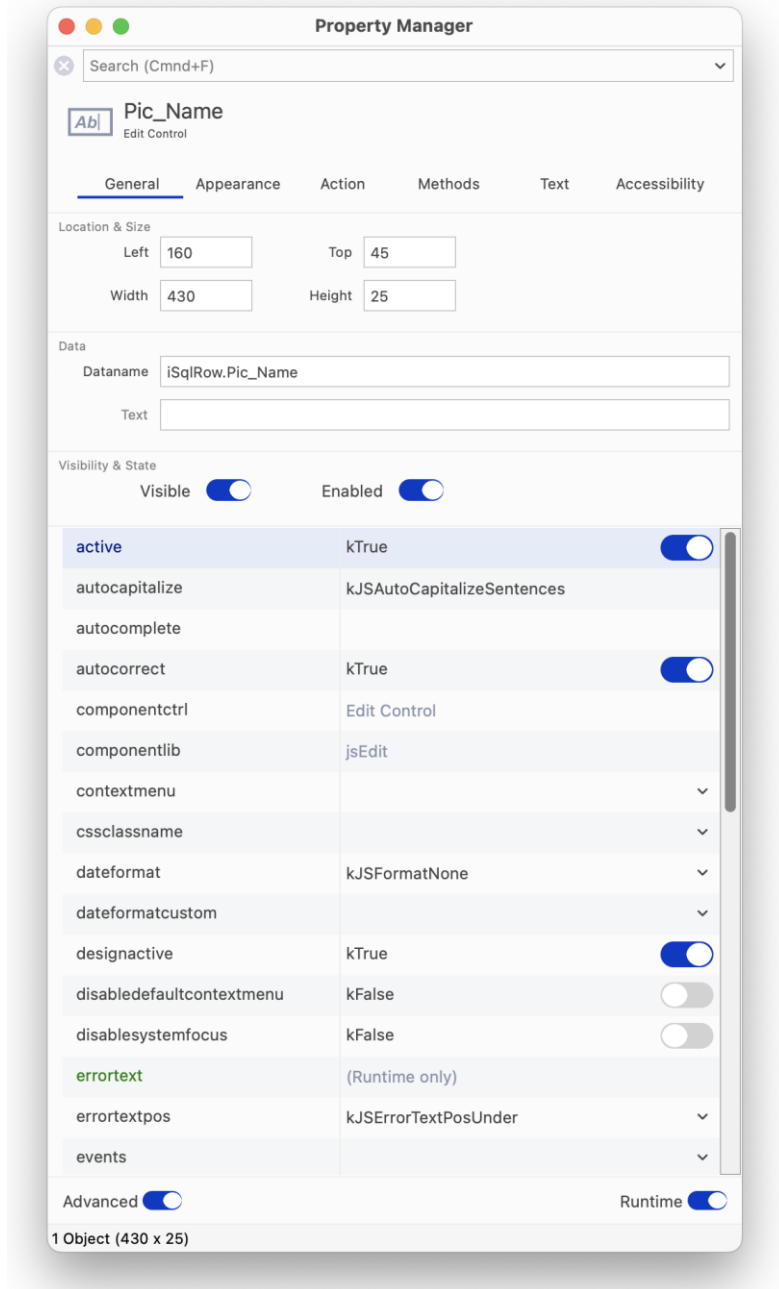 Property Manager
Search (Cmnd+F)
Ab
Pic_Name
Edit Control
General Appearance Action Methods Text Accessibility
Location & Size
Left 160 Top 45
Width 430 Height 25
Data
Dataname iSqlRow.Pic_Name
Text
Visibility & State
Visible Enabled
active kTrue
autocapitalize kJSAutoCapitalizeSentences
autocomplete
autocorrect kTrue
componentctrl Edit Control
componentlib jsEdit
contextmenu
cssclassname
dateformat kJSFormatNone
dateformatcustom
designactive kTrue
disabledefaultcontextmenu kFalse
disablesystemfocus kFalse
errortext (Runtime only)
errortextpos kJSErrorTextPosUnder
events
Advanced Runtime
1 Object (430 x 25)